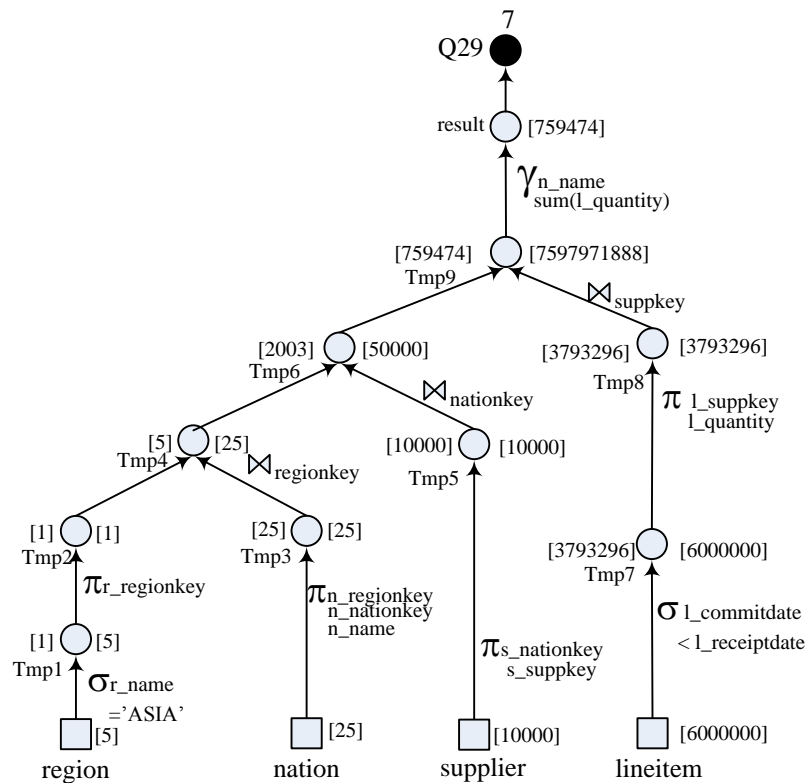 7
Q29
result [759474]
γ n_name
sum(l_quantity)
[759474] [7597971888]
Tmp9
⋈ suppkey
[2003] [50000]
Tmp6
[3793296] [3793296]
Tmp8
⋈ nationkey
π l_suppkey
l_quantity
[5] [25]
Tmp4
[10000] [10000]
Tmp5
⋈ regionkey
[1] [1]
Tmp2
[25] [25]
Tmp3
[3793296] [6000000]
Tmp7
π r_regionkey
π n_regionkey
n_nationkey
n_name
σ l_commitdate
< l_receiptdate
[1] [5]
Tmp1
π s_nationkey
s_suppkey
σ r_name
='ASIA'
[5] [25] [10000] [6000000]
region nation supplier lineitem